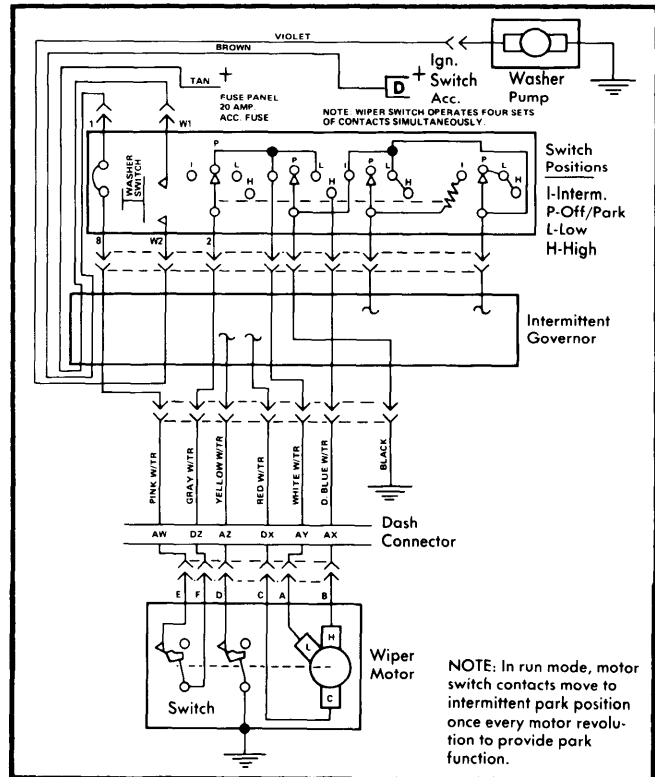 VIOLET
BROWN
TAN
+
FUSE PANEL
20 AMP.
ACC. FUSE
D
+
Ign.
Switch
Acc.
Washer
Pump
NOTE. WIPER SWITCH OPERATES FOUR SETS
OF CONTACTS SIMULTANEOUSLY.
1
W1
WASHER
SWITCH
I
P
L
H
P
L
H
I
P
L
H
I
P
L
H
8
W2
2
Switch
Positions
I-Interm.
P-Off/Park
L-Low
H-High
Intermittent
Governor
PINK W/TR
GRAY W/TR
YELLOW W/TR
RED W/TR
WHITE W/TR
D. BLUE W/TR
BLACK
Dash
Connector
AW DZ AZ DX AY AX
E F D C A B
H
L
C
Switch
Wiper
Motor
NOTE: In run mode, motor
switch contacts move to
intermittent park position
once every motor revolu-
tion to provide park
function.